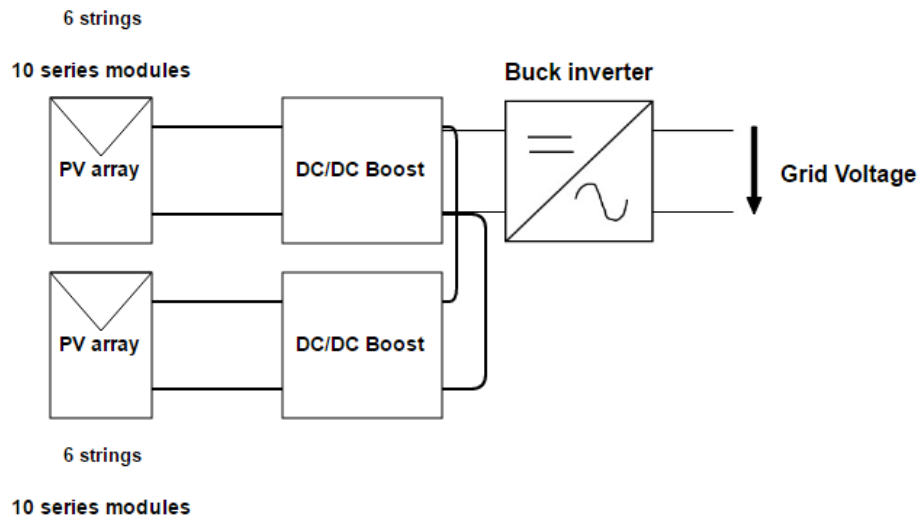 6 strings
10 series modules
Buck inverter
PV array
DC/DC Boost
Grid Voltage
PV array
DC/DC Boost
6 strings
10 series modules